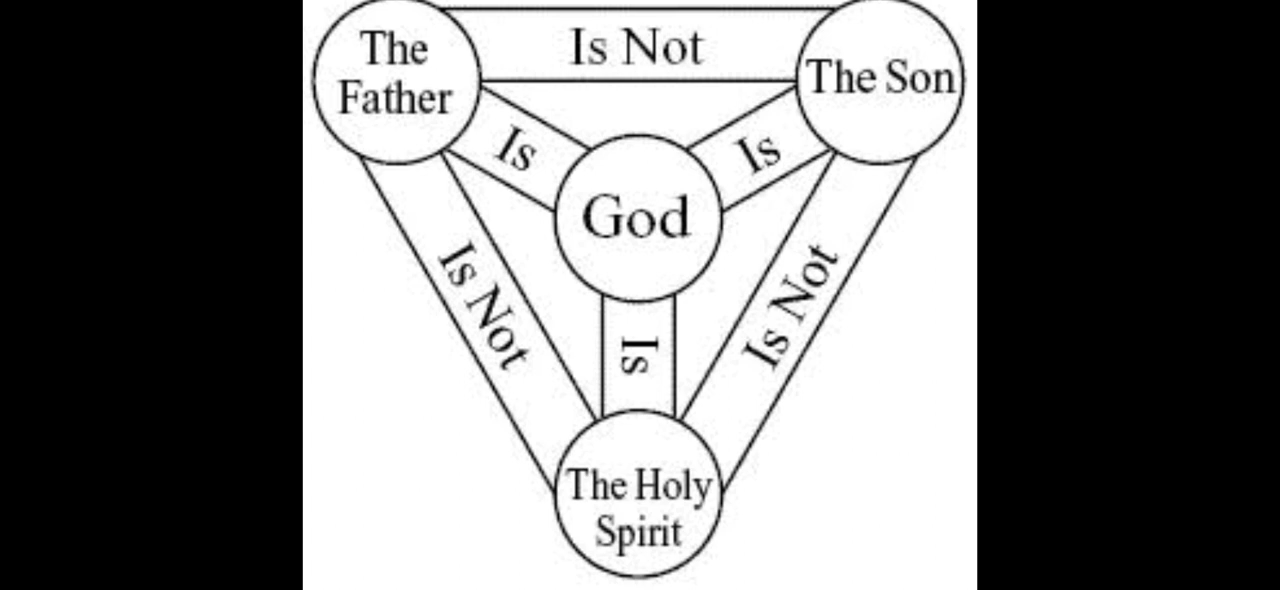 The
Father
Is Not
The Son
Is
Is
God
Is Not
Is Not
Is
The Holy
Spirit